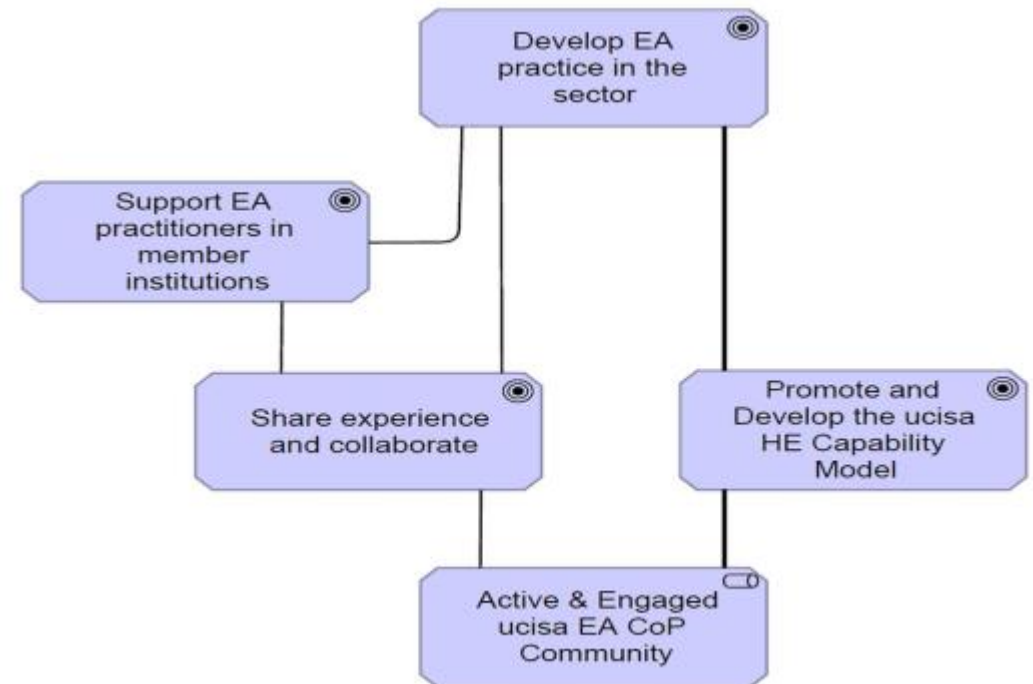 Develop EA
practice in the
sector
Support EA
practitioners in
member
institutions
Share experience
and collaborate
Promote and
Develop the ucisa
HE Capability
Model
Active & Engaged
ucisa EA CoP
Community